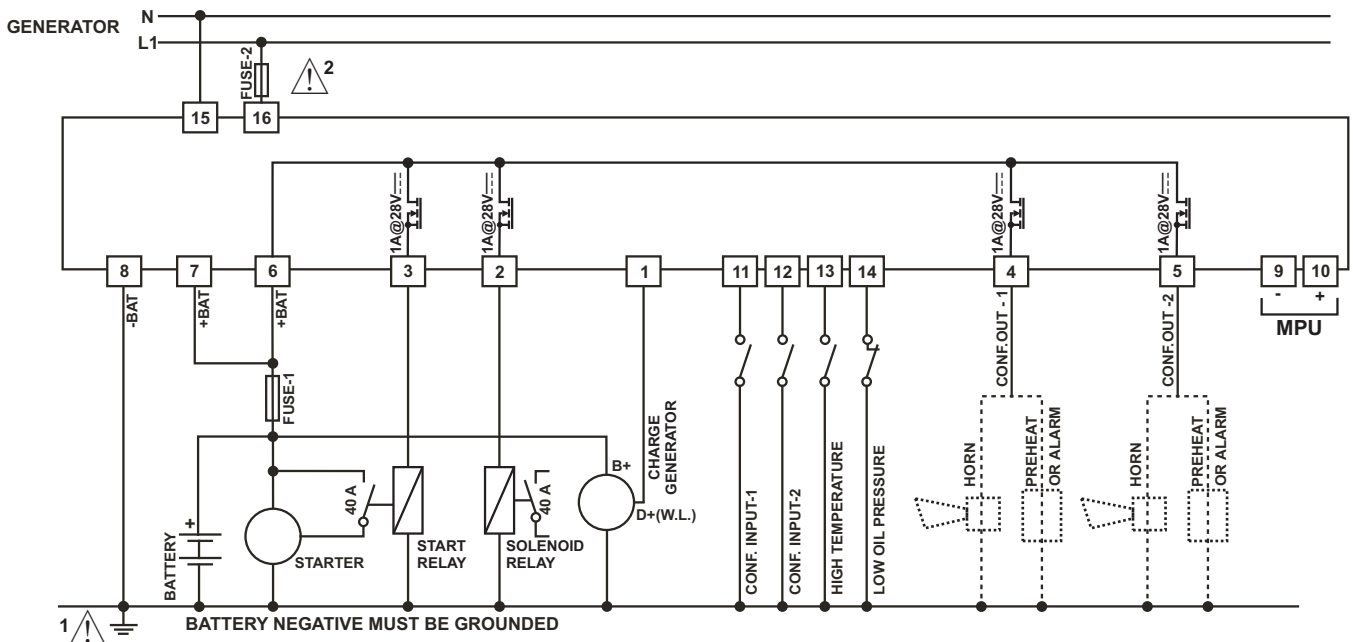 GENERATOR
N
L1
FUSE-2
2
15
16
1A@28V
1A@28V
1A@28V
1A@28V
8
7
6
3
2
1
11
12
13
14
4
5
9
10
-BAT
+BAT
+BAT
- +
MPU
FUSE-1
CONF.OUT - 1
CONF.OUT -2
CHARGE
GENERATOR
B+
D+(W.L.)
40 A
40 A
+
BATTERY
STARTER
START
RELAY
SOLENOID
RELAY
CONF. INPUT-1
CONF. INPUT-2
HIGH TEMPERATURE
LOW OIL PRESSURE
HORN
PREHEAT
OR ALARM
HORN
PREHEAT
OR ALARM
1
BATTERY NEGATIVE MUST BE GROUNDED